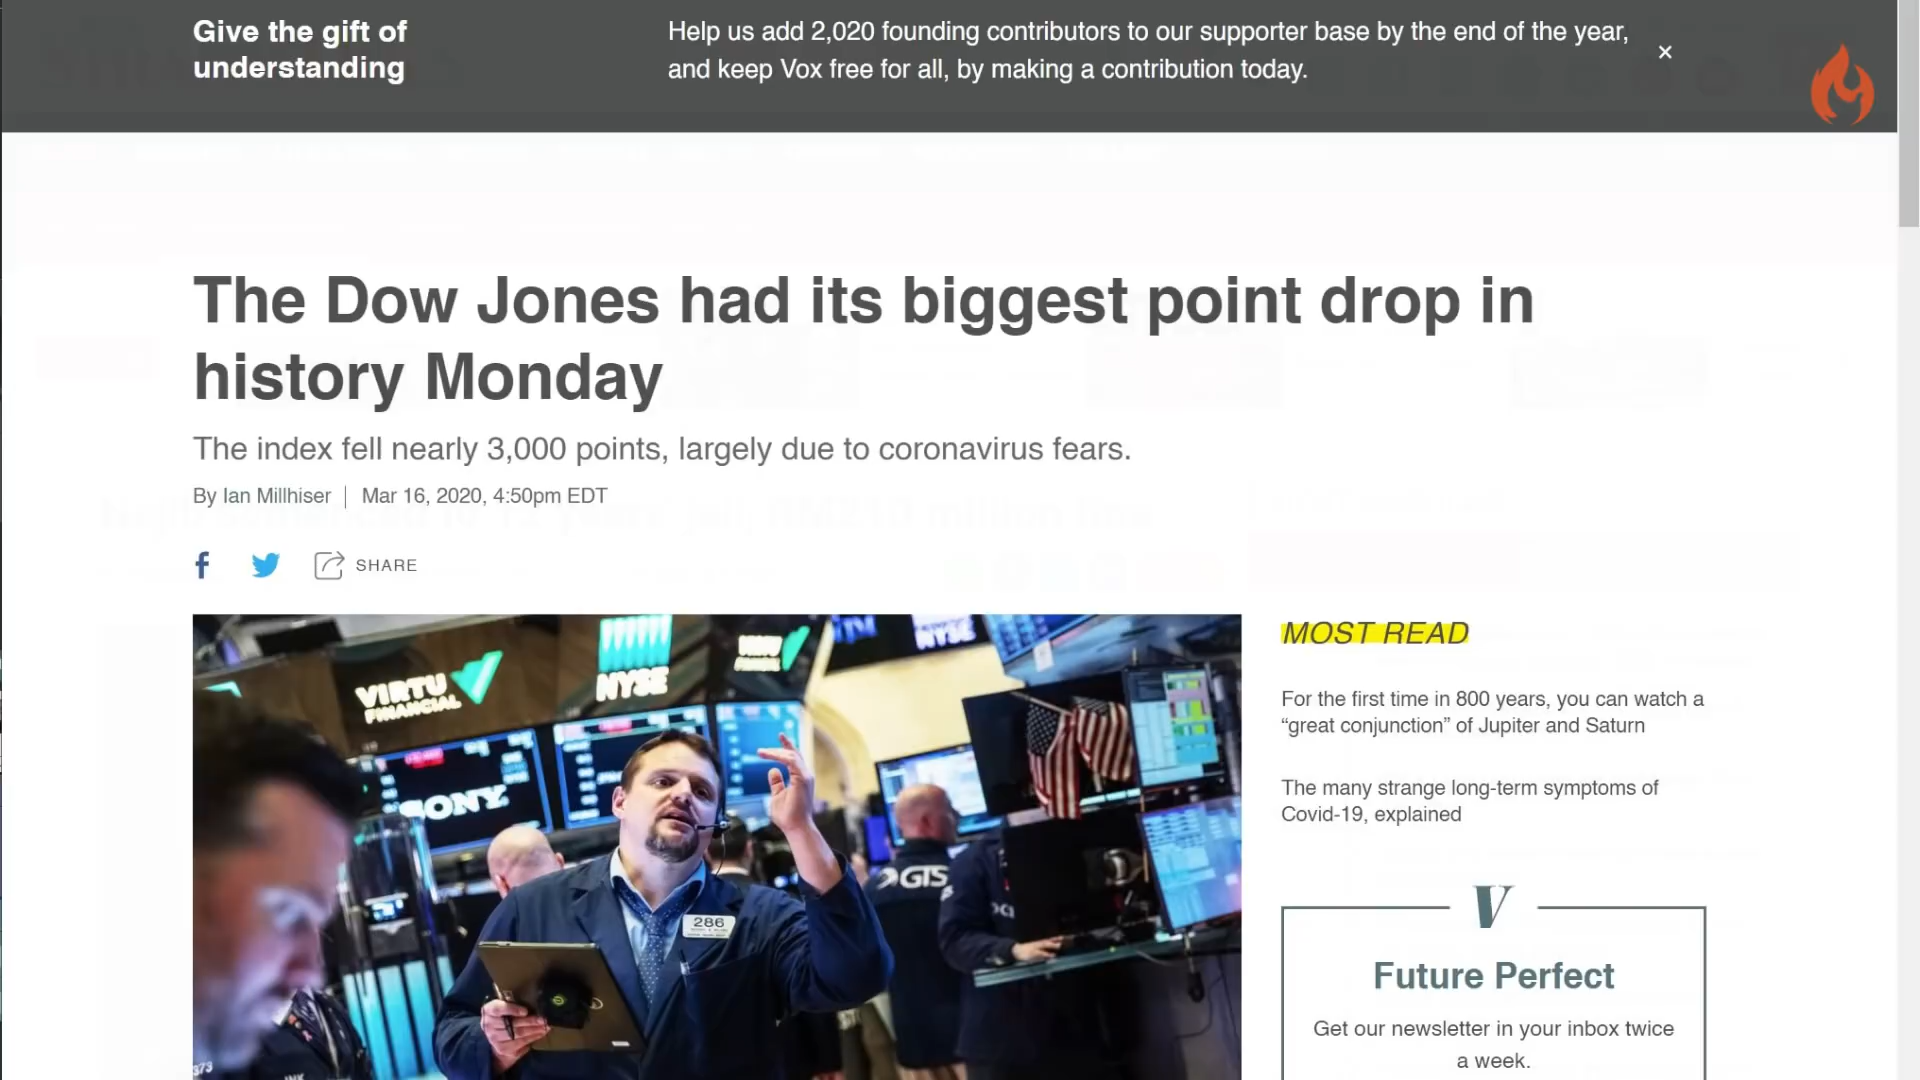 Give the gift of
understanding
Help us add 2,020 founding contributors to our supporter base by the end of the year,
and keep Vox free for all, by making a contribution today.
×
The Dow Jones had its biggest point drop in
history Monday
The index fell nearly 3,000 points, largely due to coronavirus fears.
By Ian Millhiser | Mar 16, 2020, 4:50pm EDT
SHARE
VIRTU
FINANCIAL
NYSE
VIRTU
NYSE
SONY
GTS
286
373
MOST READ
For the first time in 800 years, you can watch a
“great conjunction” of Jupiter and Saturn
The many strange long-term symptoms of
Covid-19, explained
V
Future Perfect
Get our newsletter in your inbox twice
a week.